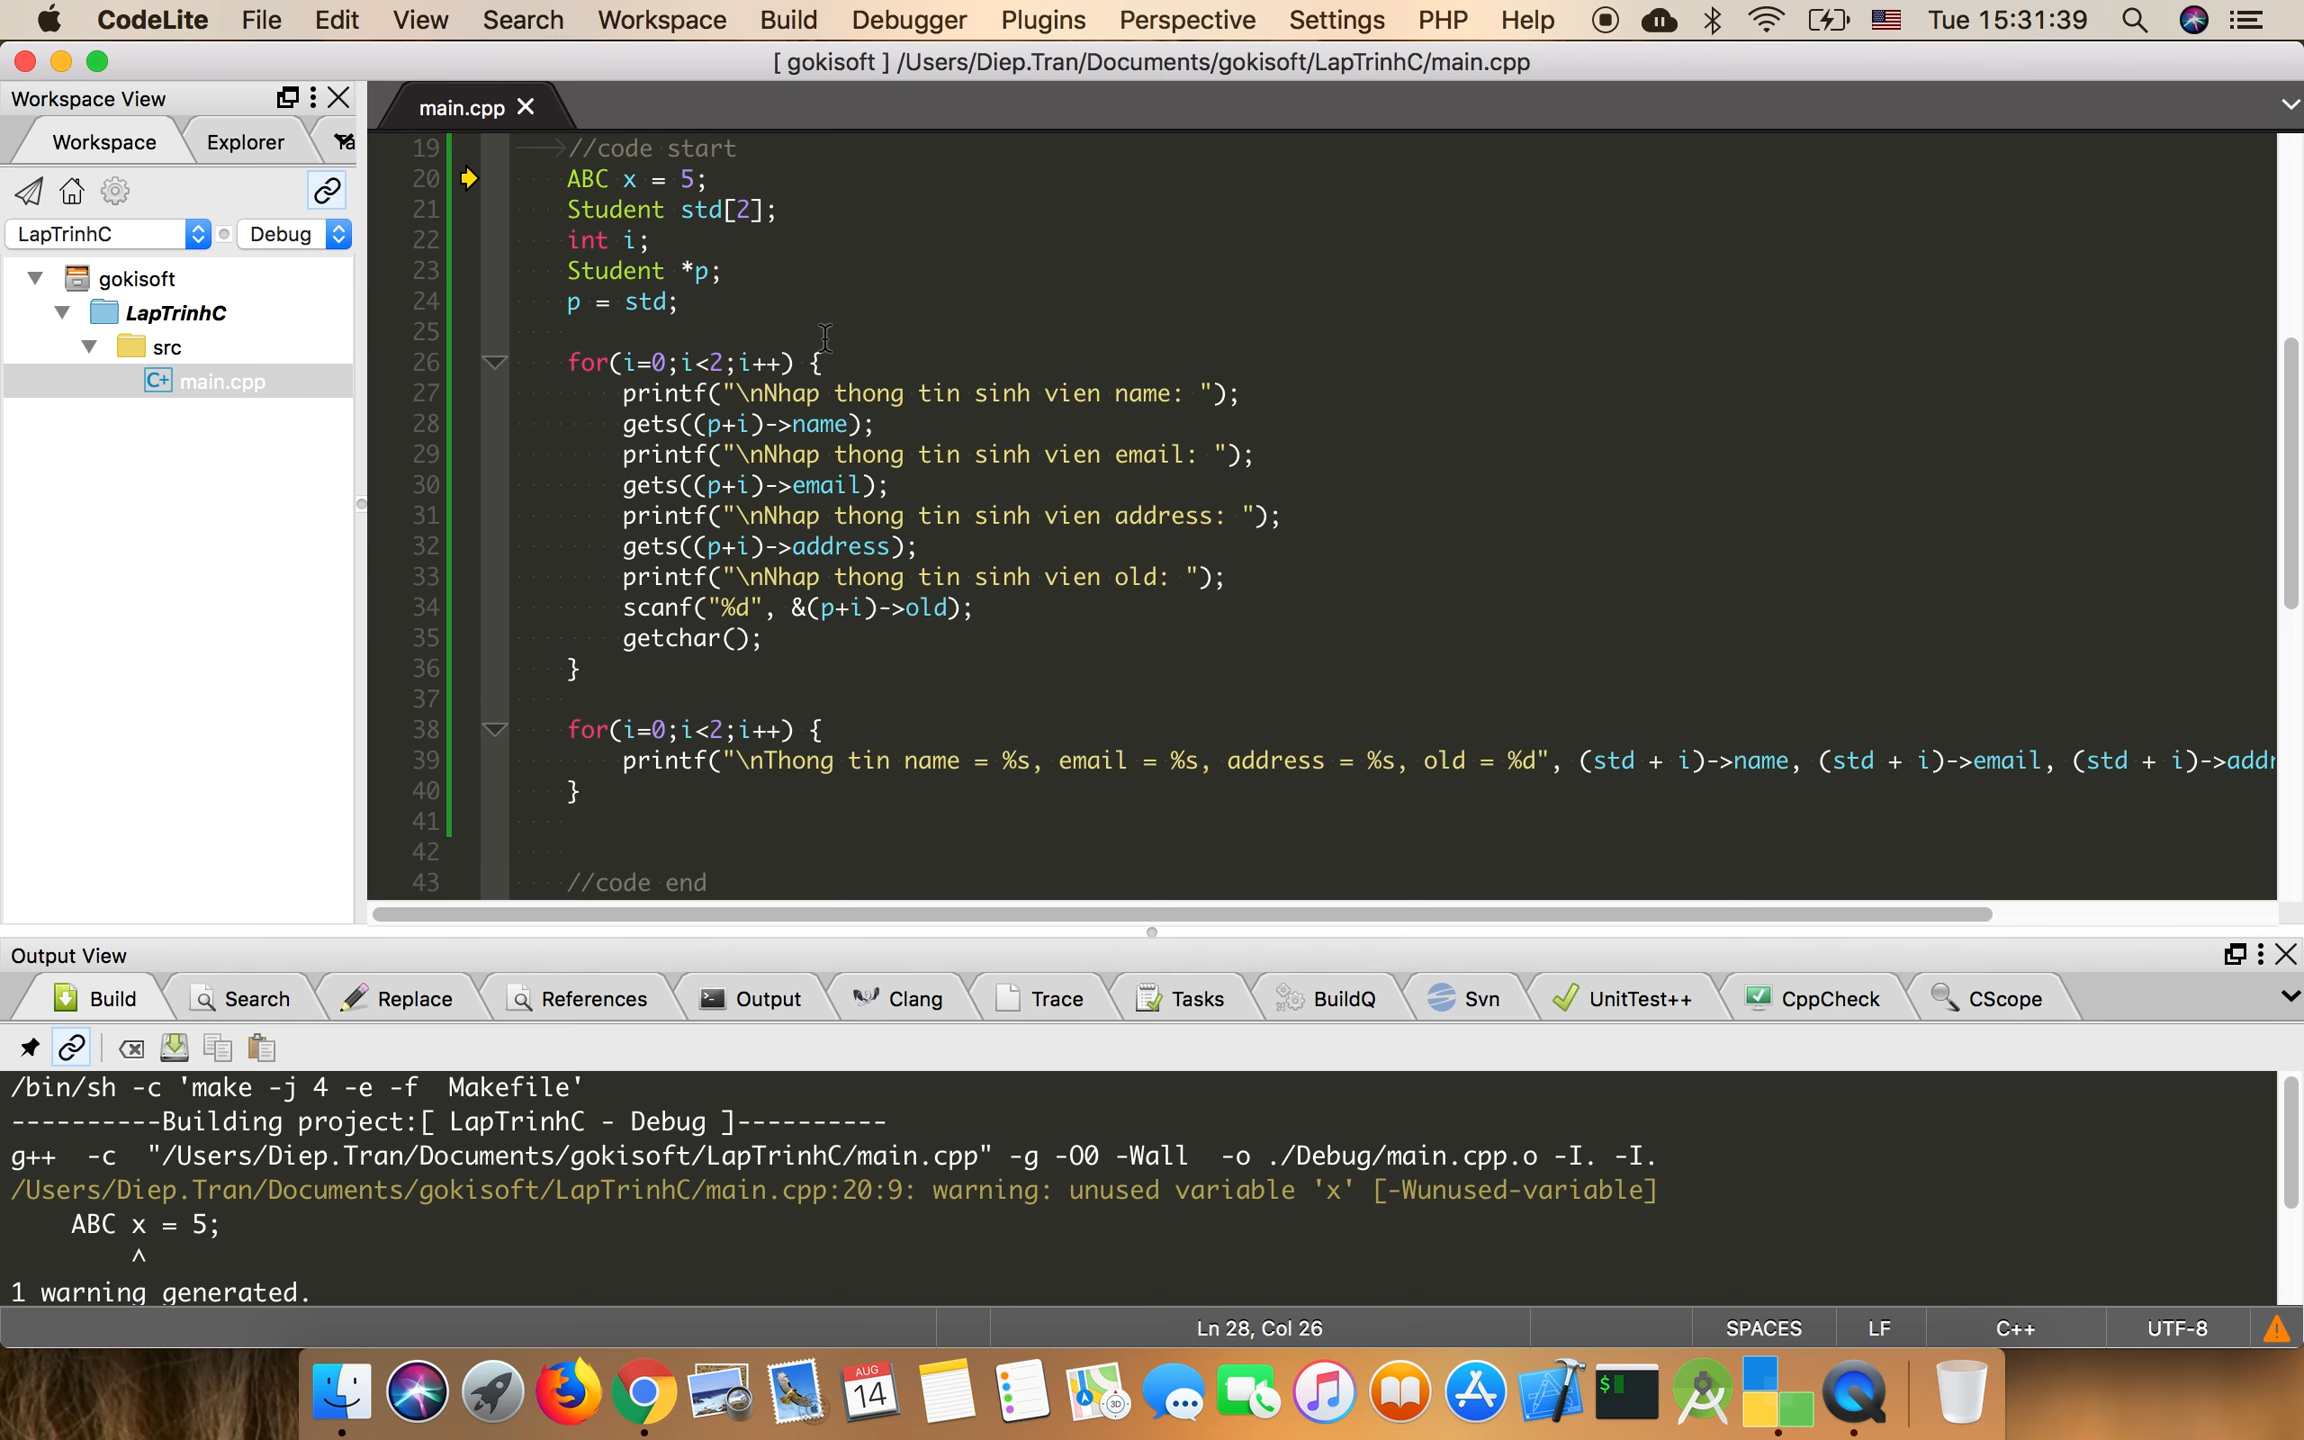 CodeLite File Edit View Search Workspace Build Debugger Plugins Perspective Settings PHP Help Tue 15:31:39
[ gokisoft ] /Users/Diep.Tran/Documents/gokisoft/LapTrinhC/main.cpp
Workspace View
main.cpp
Workspace Explorer Ta
LapTrinhC Debug
gokisoft
LapTrinhC
src
C+ main.cpp
19 //code start
20 ABC x = 5;
21 Student std[2];
22 int i;
23 Student *p;
24 p = std;
25
26 for(i=0;i<2;i++) {
27 printf("\nNhap thong tin sinh vien name: ");
28 gets((p+i)->name);
29 printf("\nNhap thong tin sinh vien email: ");
30 gets((p+i)->email);
31 printf("\nNhap thong tin sinh vien address: ");
32 gets((p+i)->address);
33 printf("\nNhap thong tin sinh vien old: ");
34 scanf("%d", &(p+i)->old);
35 getchar();
36 }
37
38 for(i=0;i<2;i++) {
39 printf("\nThong tin name = %s, email = %s, address = %s, old = %d", (std + i)->name, (std + i)->email, (std + i)->addr
40 }
41
42
43 //code end
Output View
Build Search Replace References Output Clang Trace Tasks BuildQ Svn UnitTest++ CppCheck CScope
/bin/sh -c 'make -j 4 -e -f  Makefile'
----------Building project:[ LapTrinhC - Debug ]----------
g++  -c  "/Users/Diep.Tran/Documents/gokisoft/LapTrinhC/main.cpp" -g -O0 -Wall  -o ./Debug/main.cpp.o -I. -I.
/Users/Diep.Tran/Documents/gokisoft/LapTrinhC/main.cpp:20:9: warning: unused variable 'x' [-Wunused-variable]
ABC x = 5;
^
1 warning generated.
Ln 28, Col 26 SPACES LF C++ UTF-8
AUG
14
3D
$